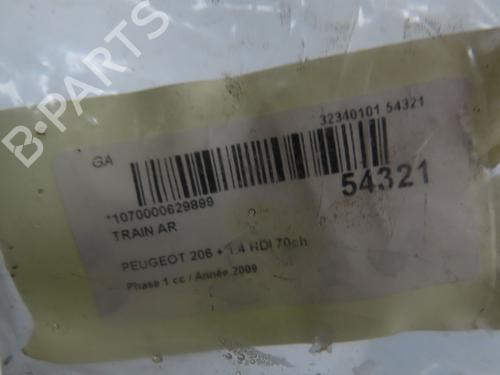 B-PARTS
GA
32340101 54321
*1070000629899
54321
TRAIN AR
PEUGEOT 206 + 1.4 HDI 70ch
Phase 1 cc / Année 2009